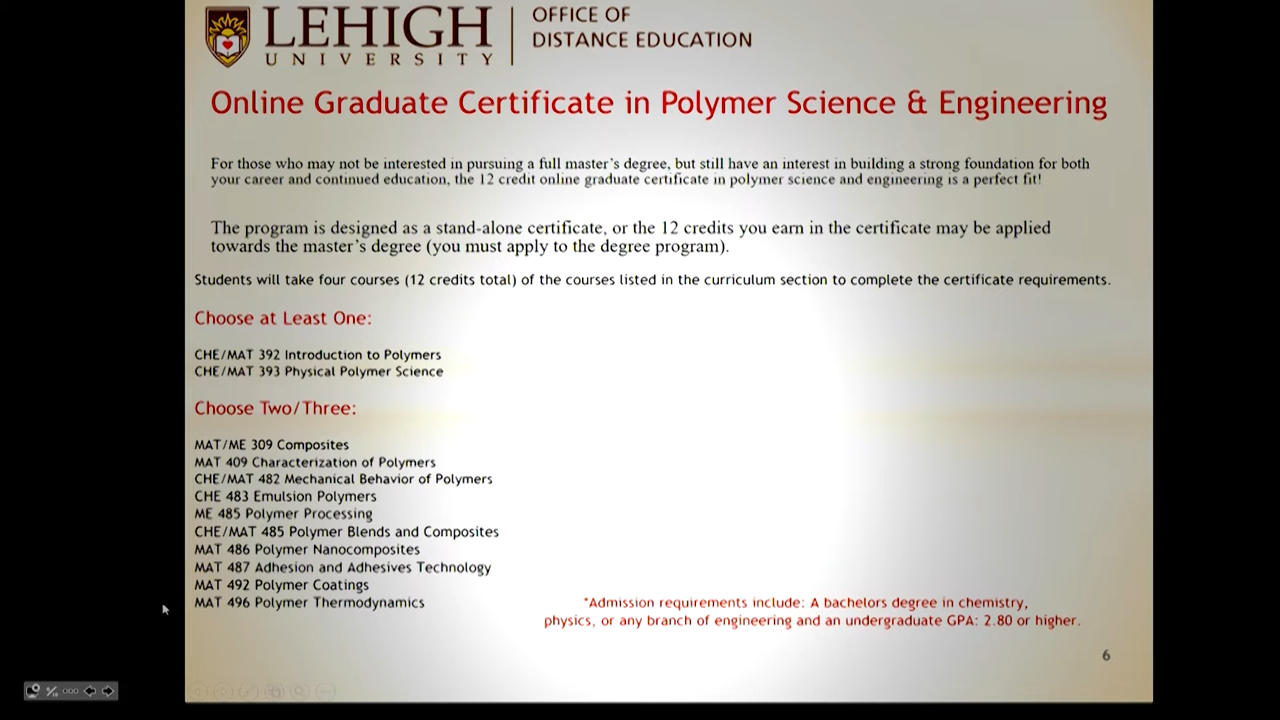 LEHIGH
UNIVERSITY
OFFICE OF
DISTANCE EDUCATION
Online Graduate Certificate in Polymer Science & Engineering
For those who may not be interested in pursuing a full master's degree, but still have an interest in building a strong foundation for both
your career and continued education, the 12 credit online graduate certificate in polymer science and engineering is a perfect fit!
The program is designed as a stand-alone certificate, or the 12 credits you earn in the certificate may be applied
towards the master's degree (you must apply to the degree program).
Students will take four courses (12 credits total) of the courses listed in the curriculum section to complete the certificate requirements.
Choose at Least One:
CHE/MAT 392 Introduction to Polymers
CHE/MAT 393 Physical Polymer Science
Choose Two/Three:
MAT/ME 309 Composites
MAT 409 Characterization of Polymers
CHE/MAT 482 Mechanical Behavior of Polymers
CHE 483 Emulsion Polymers
ME 485 Polymer Processing
CHE/MAT 485 Polymer Blends and Composites
MAT 486 Polymer Nanocomposites
MAT 487 Adhesion and Adhesives Technology
MAT 492 Polymer Coatings
MAT 496 Polymer Thermodynamics
*Admission requirements include: A bachelors degree in chemistry,
physics, or any branch of engineering and an undergraduate GPA: 2.80 or higher.
6